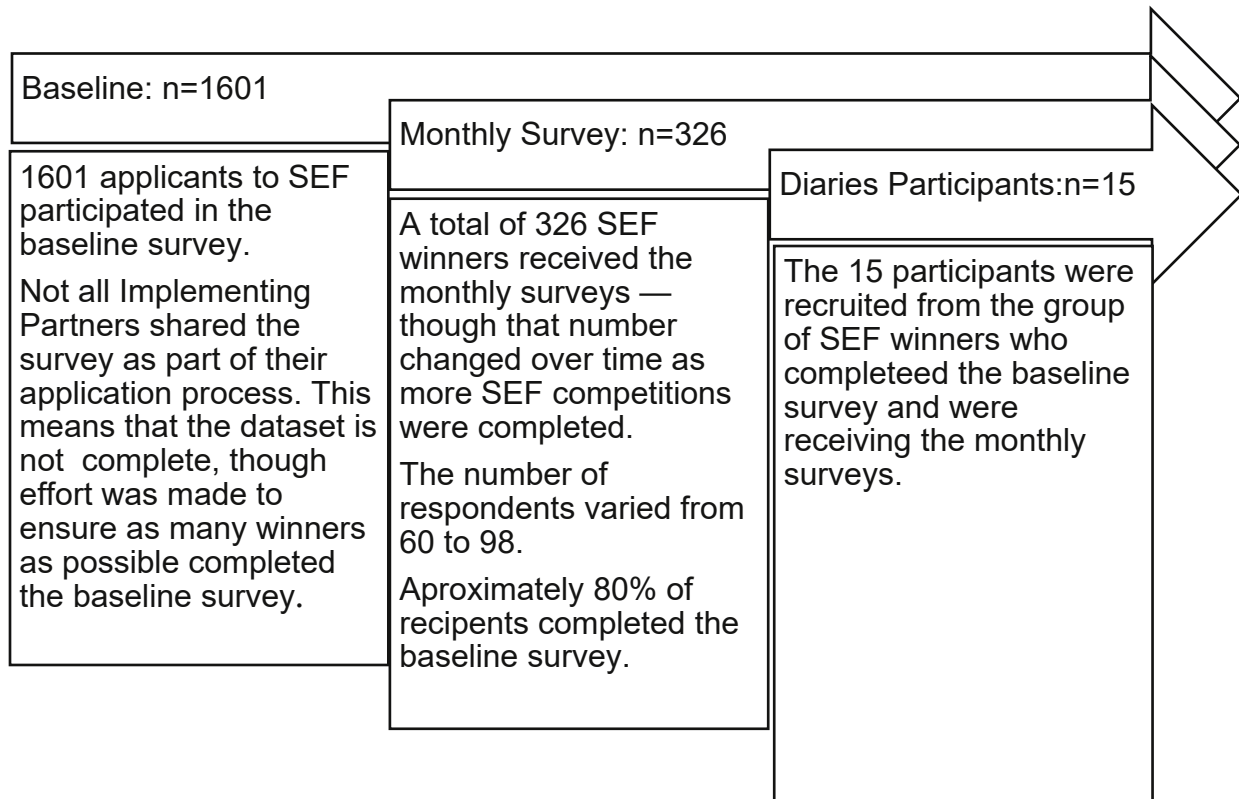 Baseline: n=1601
1601 applicants to SEF
participated in the
baseline survey.
Not all Implementing
Partners shared the
survey as part of their
application process. This
means that the dataset is
not  complete, though
effort was made to
ensure as many winners
as possible completed
the baseline survey.
Monthly Survey: n=326
A total of 326 SEF
winners received the
monthly surveys —
though that number
changed over time as
more SEF competitions
were completed.
The number of
respondents varied from
60 to 98.
Aproximately 80% of
recipents completed the
baseline survey.
Diaries Participants:n=15
The 15 participants were
recruited from the group
of SEF winners who
completeed the baseline
survey and were
receiving the monthly
surveys.